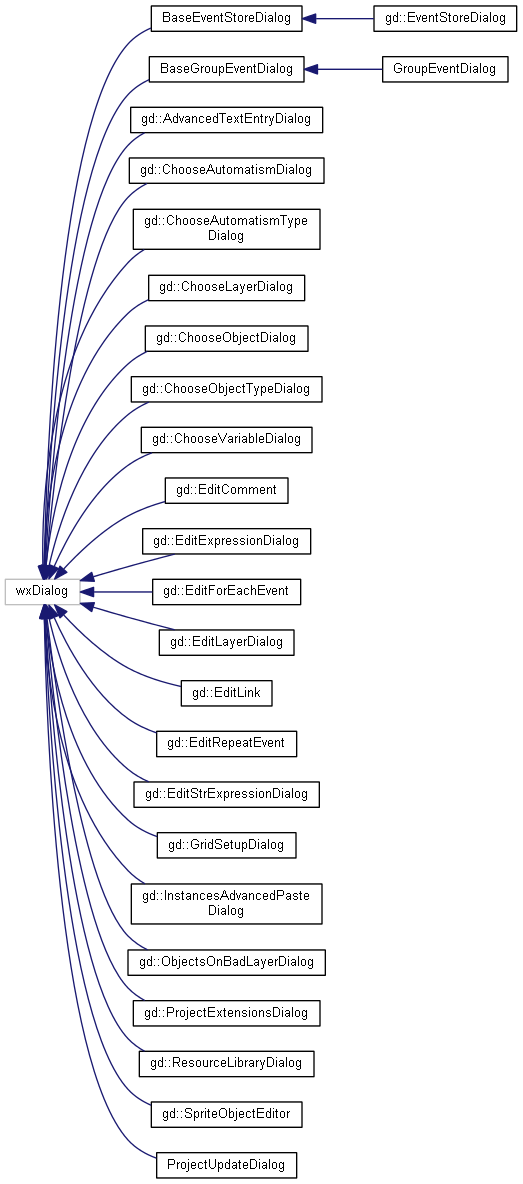 BaseEventStoreDialog
gd::EventStoreDialog
BaseGroupEventDialog
GroupEventDialog
gd::AdvancedTextEntryDialog
gd::ChooseAutomatismDialog
gd::ChooseAutomatismType
Dialog
gd::ChooseLayerDialog
gd::ChooseObjectDialog
gd::ChooseObjectTypeDialog
gd::ChooseVariableDialog
gd::EditComment
gd::EditExpressionDialog
wxDialog
gd::EditForEachEvent
gd::EditLayerDialog
gd::EditLink
gd::EditRepeatEvent
gd::EditStrExpressionDialog
gd::GridSetupDialog
gd::InstancesAdvancedPaste
Dialog
gd::ObjectsOnBadLayerDialog
gd::ProjectExtensionsDialog
gd::ResourceLibraryDialog
gd::SpriteObjectEditor
ProjectUpdateDialog